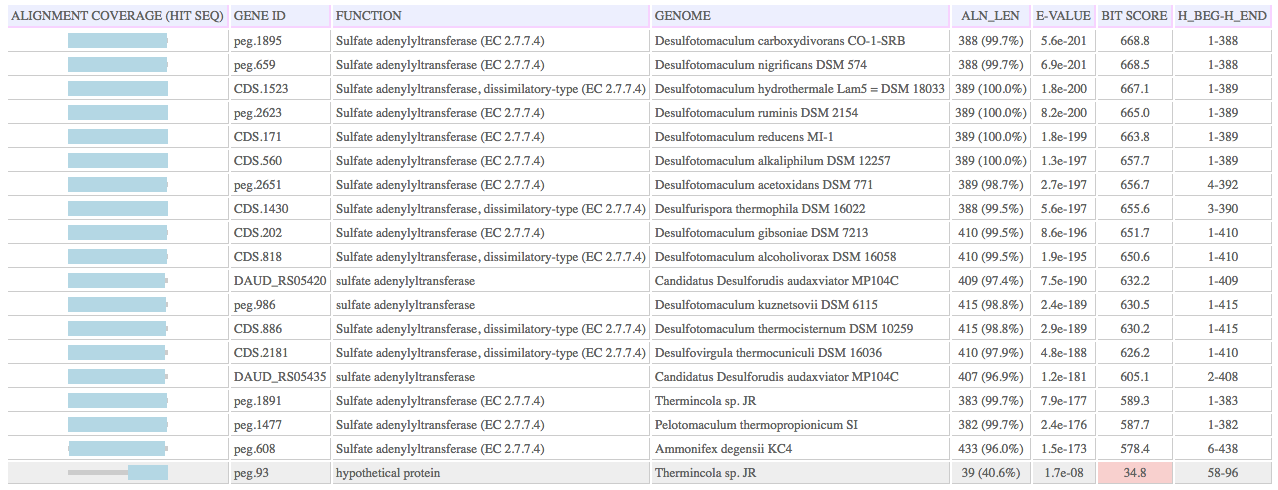 ALIGNMENT COVERAGE (HIT SEQ) GENE ID FUNCTION GENOME ALN_LEN E-VALUE BIT SCORE H_BEG-H_END
peg.1895 Sulfate adenylyltransferase (EC 2.7.7.4) Desulfotomaculum carboxydivorans CO-1-SRB 388 (99.7%) 5.6e-201 668.8 1-388
peg.659 Sulfate adenylyltransferase (EC 2.7.7.4) Desulfotomaculum nigrificans DSM 574 388 (99.7%) 6.9e-201 668.5 1-388
CDS.1523 Sulfate adenylyltransferase, dissimilatory-type (EC 2.7.7.4) Desulfotomaculum hydrothermale Lam5 = DSM 18033 389 (100.0%) 1.8e-200 667.1 1-389
peg.2623 Sulfate adenylyltransferase (EC 2.7.7.4) Desulfotomaculum ruminis DSM 2154 389 (100.0%) 8.2e-200 665.0 1-389
CDS.171 Sulfate adenylyltransferase (EC 2.7.7.4) Desulfotomaculum reducens MI-1 389 (100.0%) 1.8e-199 663.8 1-389
CDS.560 Sulfate adenylyltransferase (EC 2.7.7.4) Desulfotomaculum alkaliphilum DSM 12257 389 (100.0%) 1.3e-197 657.7 1-389
peg.2651 Sulfate adenylyltransferase (EC 2.7.7.4) Desulfotomaculum acetoxidans DSM 771 389 (98.7%) 2.7e-197 656.7 4-392
CDS.1430 Sulfate adenylyltransferase, dissimilatory-type (EC 2.7.7.4) Desulfurispora thermophila DSM 16022 388 (99.5%) 5.6e-197 655.6 3-390
CDS.202 Sulfate adenylyltransferase (EC 2.7.7.4) Desulfotomaculum gibsoniae DSM 7213 410 (99.5%) 8.6e-196 651.7 1-410
CDS.818 Sulfate adenylyltransferase, dissimilatory-type (EC 2.7.7.4) Desulfotomaculum alcoholivorax DSM 16058 410 (99.5%) 1.9e-195 650.6 1-410
DAUD_RS05420 sulfate adenylyltransferase Candidatus Desulforudis audaxviator MP104C 409 (97.4%) 7.5e-190 632.2 1-409
peg.986 sulfate adenylyltransferase Desulfotomaculum kuznetsovii DSM 6115 415 (98.8%) 2.4e-189 630.5 1-415
CDS.886 Sulfate adenylyltransferase, dissimilatory-type (EC 2.7.7.4) Desulfotomaculum thermocisternum DSM 10259 415 (98.8%) 2.9e-189 630.2 1-415
CDS.2181 Sulfate adenylyltransferase, dissimilatory-type (EC 2.7.7.4) Desulfovirgula thermocuniculi DSM 16036 410 (97.9%) 4.8e-188 626.2 1-410
DAUD_RS05435 sulfate adenylyltransferase Candidatus Desulforudis audaxviator MP104C 407 (96.9%) 1.2e-181 605.1 2-408
peg.1891 Sulfate adenylyltransferase (EC 2.7.7.4) Thermincola sp. JR 383 (99.7%) 7.9e-177 589.3 1-383
peg.1477 Sulfate adenylyltransferase (EC 2.7.7.4) Pelotomaculum thermopropionicum SI 382 (99.7%) 2.4e-176 587.7 1-382
peg.608 Sulfate adenylyltransferase (EC 2.7.7.4) Ammonifex degensii KC4 433 (96.0%) 1.5e-173 578.4 6-438
peg.93 hypothetical protein Thermincola sp. JR 39 (40.6%) 1.7e-08 34.8 58-96